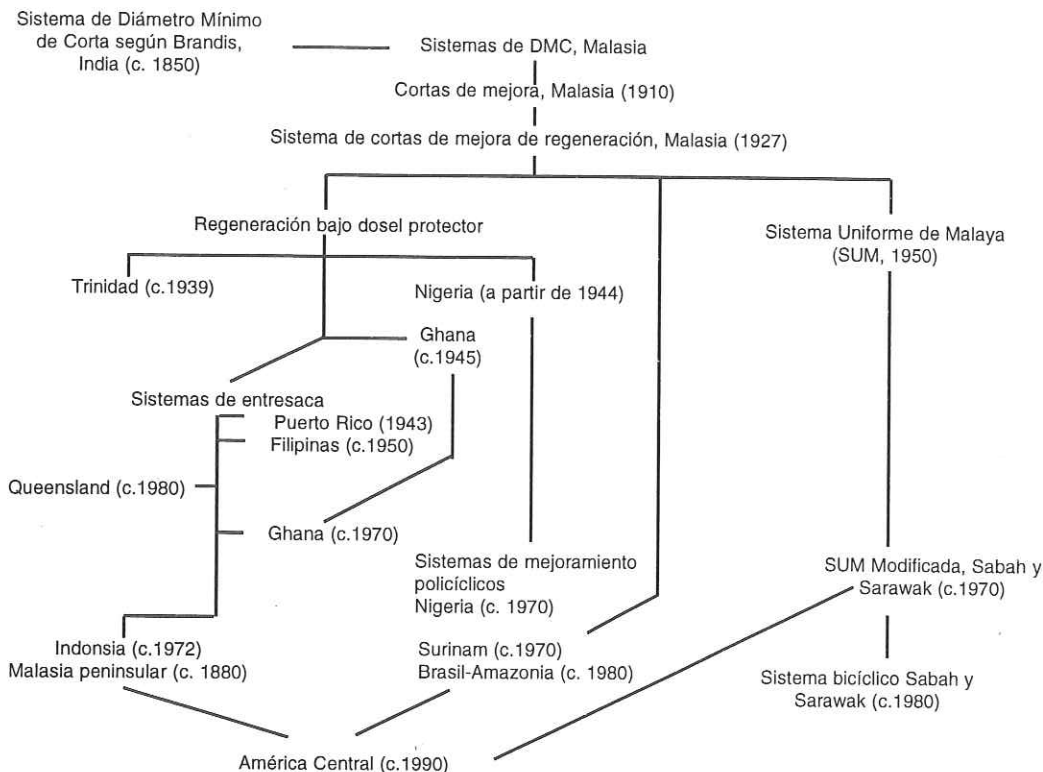 Sistema de Diámetro Mínimo
de Corta según Brandis,
India (c. 1850)
Sistemas de DMC, Malasia
Cortas de mejora, Malasia (1910)
Sistema de cortas de mejora de regeneración, Malasia (1927)
Regeneración bajo dosel protector
Sistema Uniforme de Malaya
(SUM, 1950)
Trinidad (c.1939)
Nigeria (a partir de 1944)
Ghana
(c.1945)
Sistemas de entresaca
Puerto Rico (1943)
Filipinas (c.1950)
Queensland (c.1980)
Ghana (c.1970)
Sistemas de mejoramiento
policíclicos
Nigeria (c. 1970)
SUM Modificada, Sabah y
Sarawak (c.1970)
Indonsia (c.1972)
Malasia peninsular (c. 1880)
Surinam (c.1970)
Brasil-Amazonia (c. 1980)
Sistema bicíclico Sabah y
Sarawak (c.1980)
América Central (c.1990)